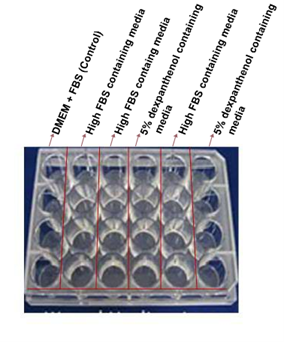 DMEM + FBS (Control)
High FBS containing media
High FBS containg media
5% dexpanthenol containing
media
High FBS containing media
5% dexpanthenol containing
media